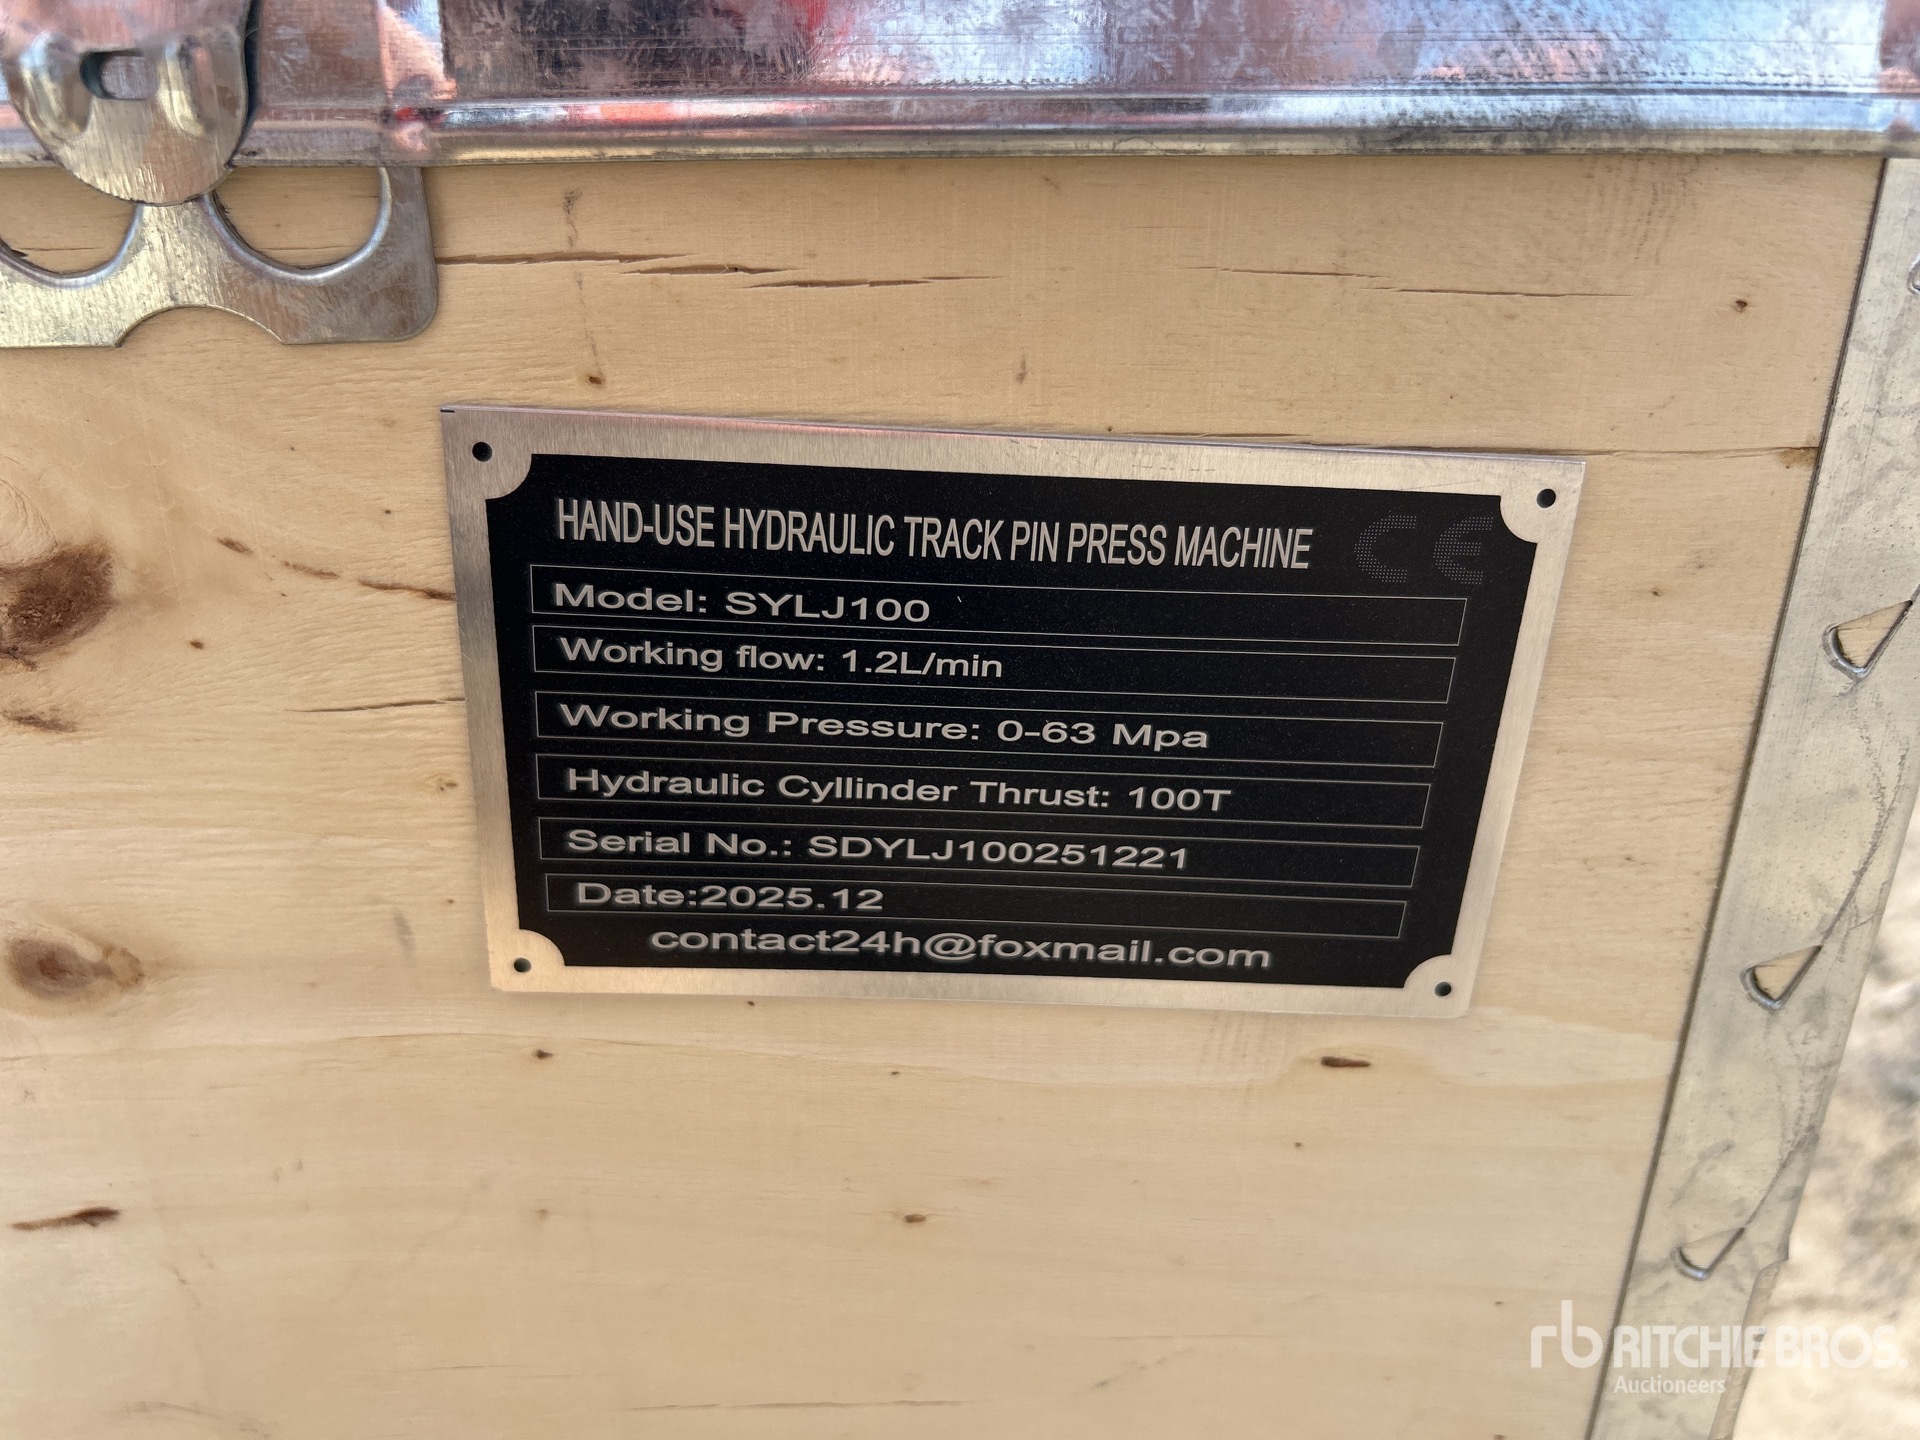 HAND-USE HYDRAULIC TRACK PIN PRESS MACHINE CE
Model: SYLJ100
Working flow: 1.2L/min
Working Pressure: 0-63 Mpa
Hydraulic Cyllinder Thrust: 100T
Serial No.: SDYLJ100251221
Date:2025.12
contact24h@foxmail.com
rb RITCHIE BROS.
Auctioneers